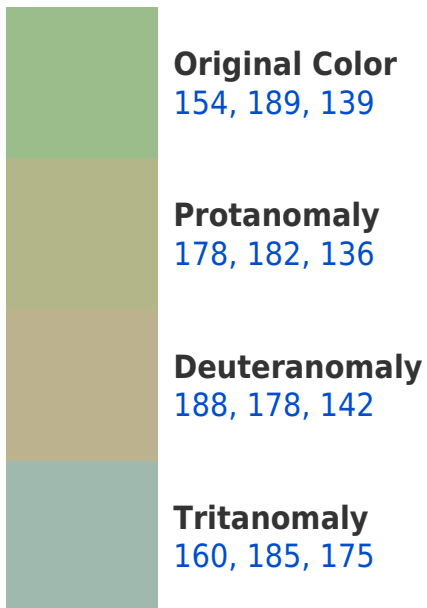 Original Color
154, 189, 139
Protanomaly
178, 182, 136
Deuteranomaly
188, 178, 142
Tritanomaly
160, 185, 175